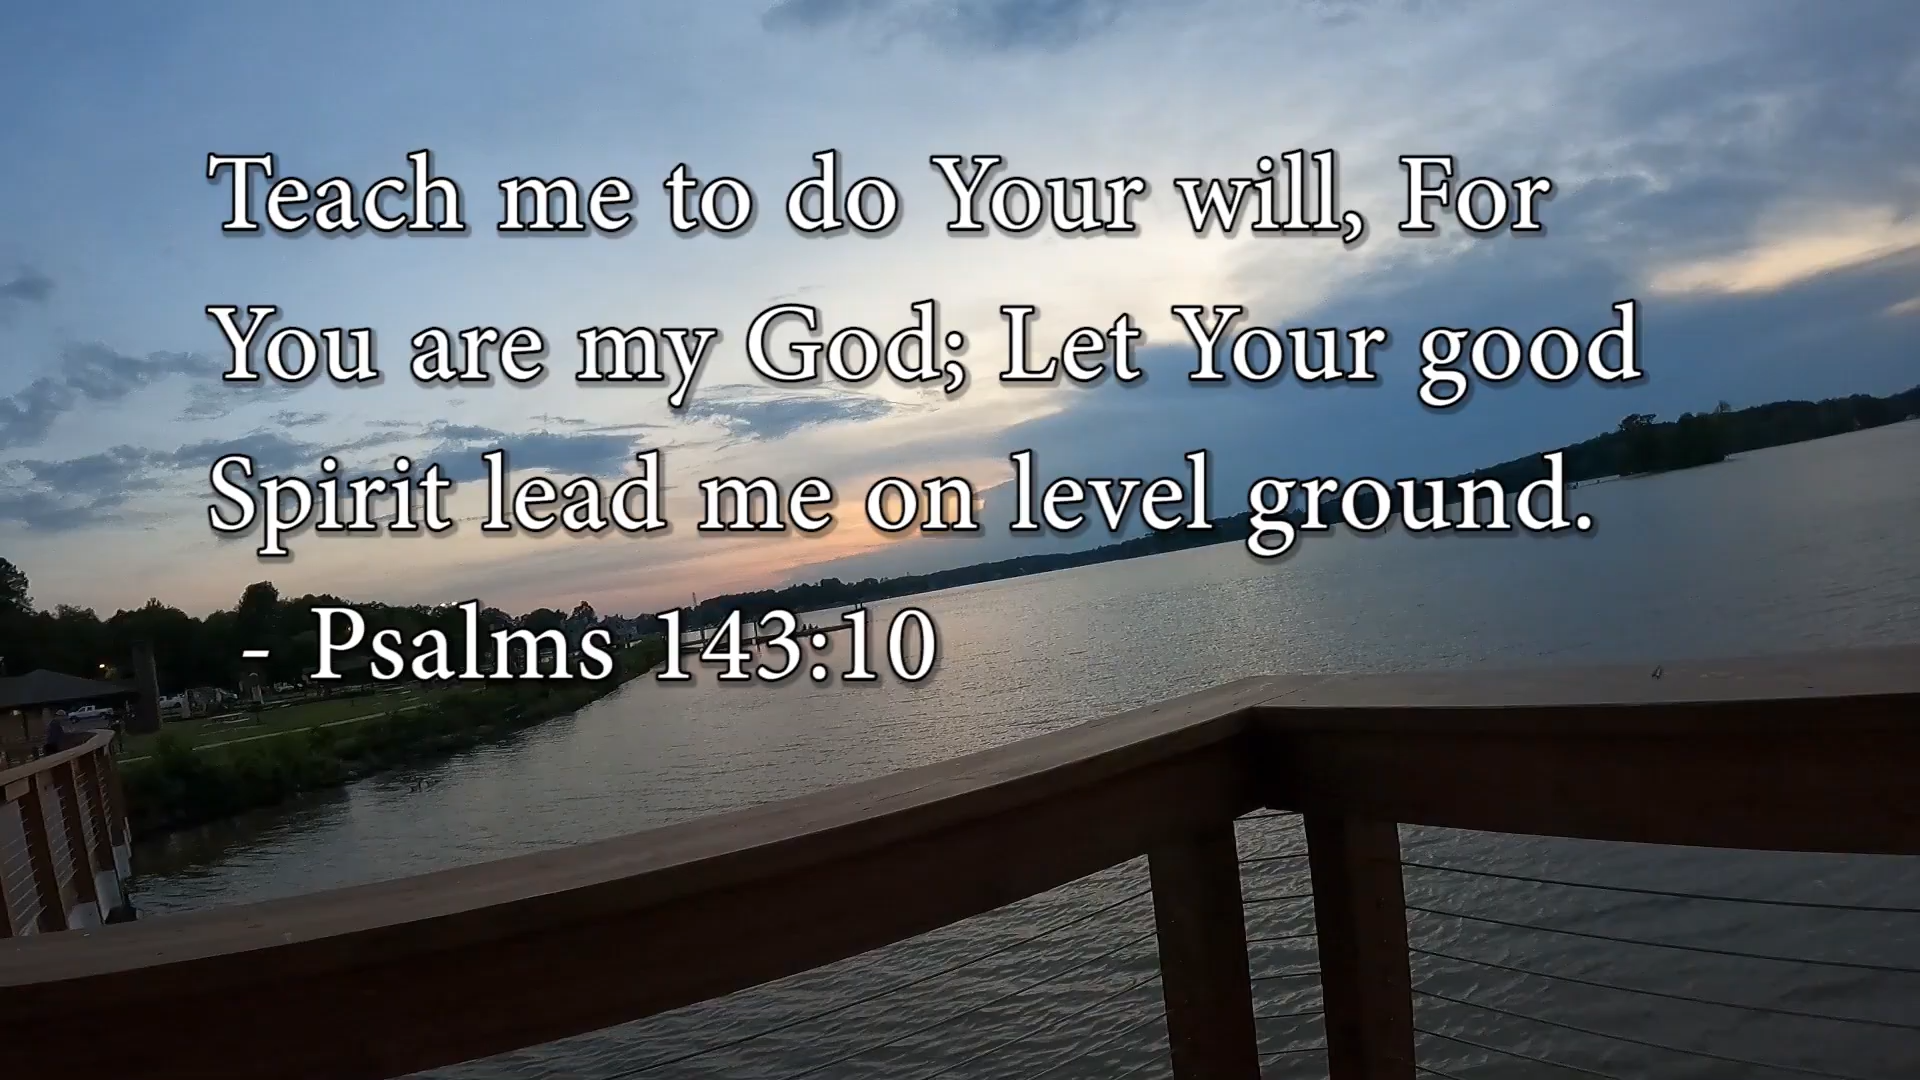 Teach me to do Your will, For
You are my God; Let Your good
Spirit lead me on level ground.
- Psalms 143:10